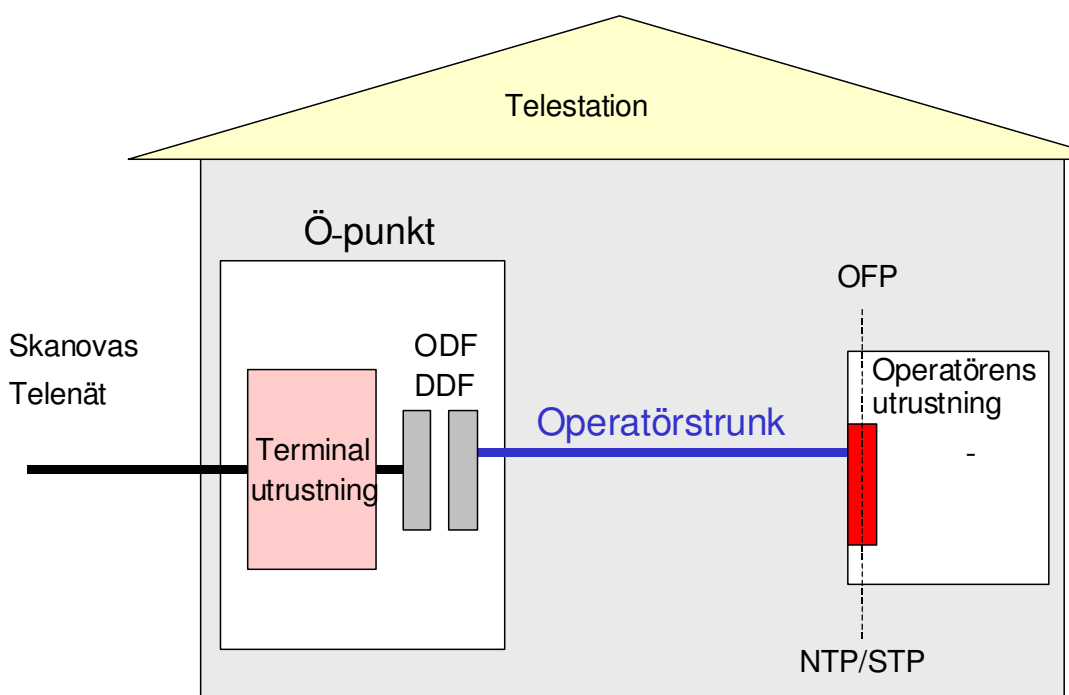 Telestation
Ö-punkt
OFP
Skanovas
Telenät
ODF
DDF
Operatörens
utrustning
-
Operatörstrunk
Terminal
utrustning
NTP/STP